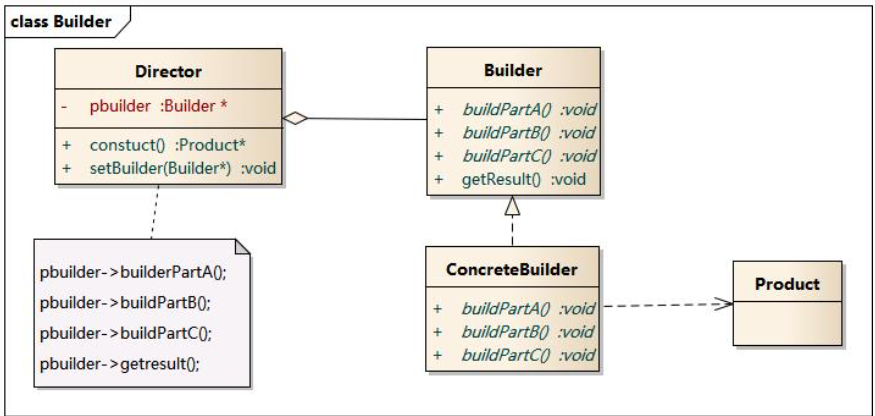 class Builder
Director
- pbuilder :Builder *
+ constuct() :Product*
+ setBuilder(Builder*) :void
Builder
+ buildPartA() :void
+ buildPartB() :void
+ buildPartC() :void
+ getResult() :void
pbuilder->builderPartA();
pbuilder->buildPartB();
pbuilder->buildPartC();
pbuilder->getresult();
ConcreteBuilder
+ buildPartA() :void
+ buildPartB() :void
+ buildPartC() :void
Product